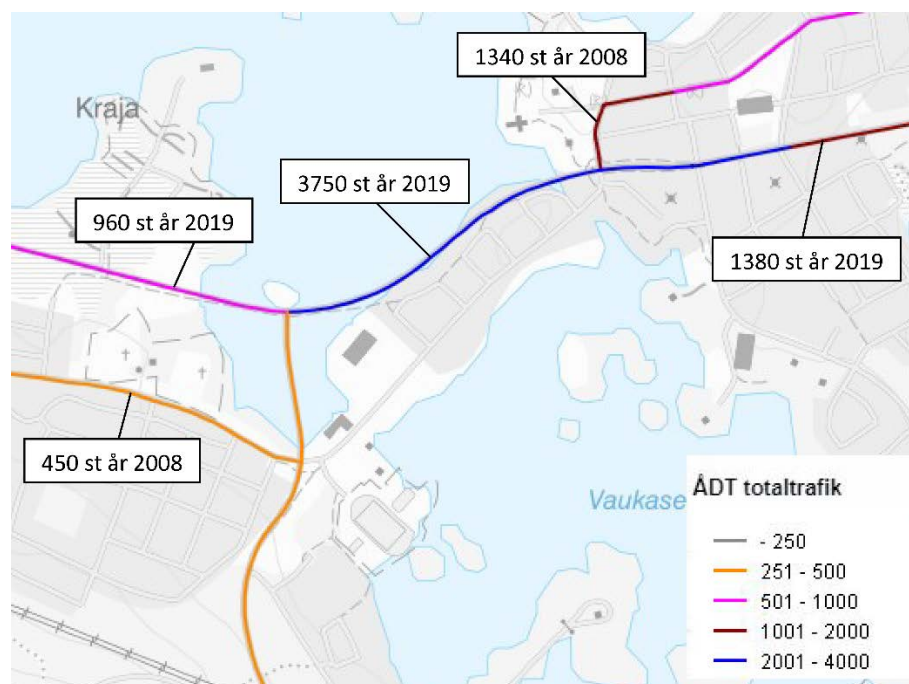 1340 st år 2008
Kraja
3750 st år 2019
960 st år 2019
1380 st år 2019
450 st år 2008
Vaukase
ÅDT totaltrafik
- 250
251 - 500
501 - 1000
1001 - 2000
2001 - 4000